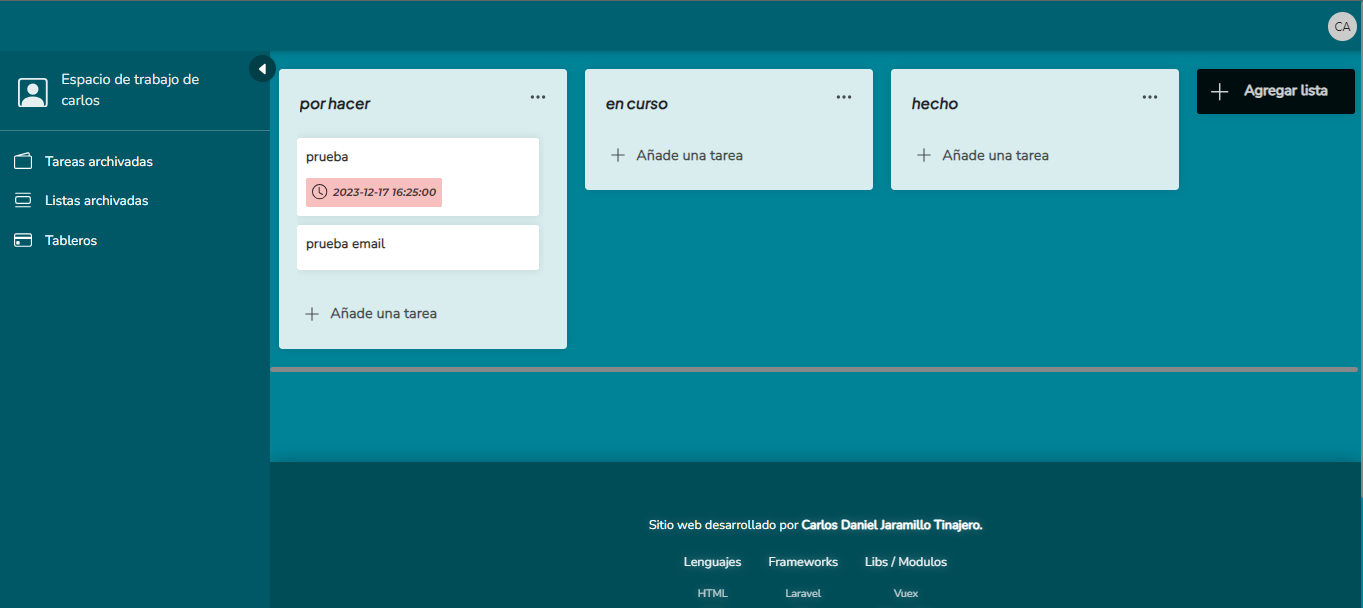 CA
Espacio de trabajo de
carlos
Tareas archivadas
Listas archivadas
Tableros
por hacer
prueba
2023-12-17 16:25:00
prueba email
Añade una tarea
en curso
Añade una tarea
hecho
Añade una tarea
Agregar lista
Sitio web desarrollado por Carlos Daniel Jaramillo Tinajero.
Lenguajes Frameworks Libs / Modulos
HTML Laravel Vuex